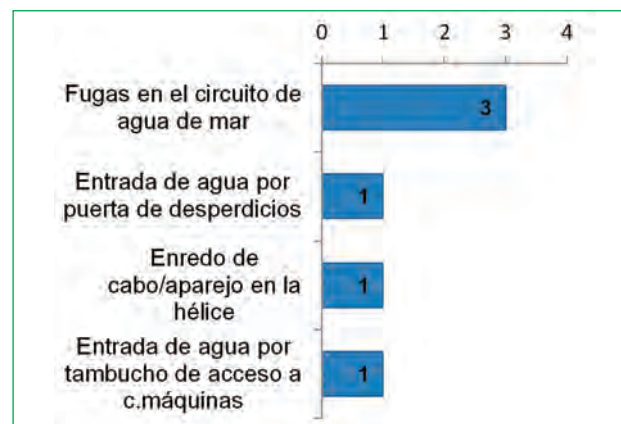 0 1 2 3 4
Fugas en el circuito de
agua de mar
3
Entrada de agua por
puerta de desperdicios
1
Enredo de
cabo/aparejo en la
hélice
1
Entrada de agua por
tambucho de acceso a
c.máquinas
1